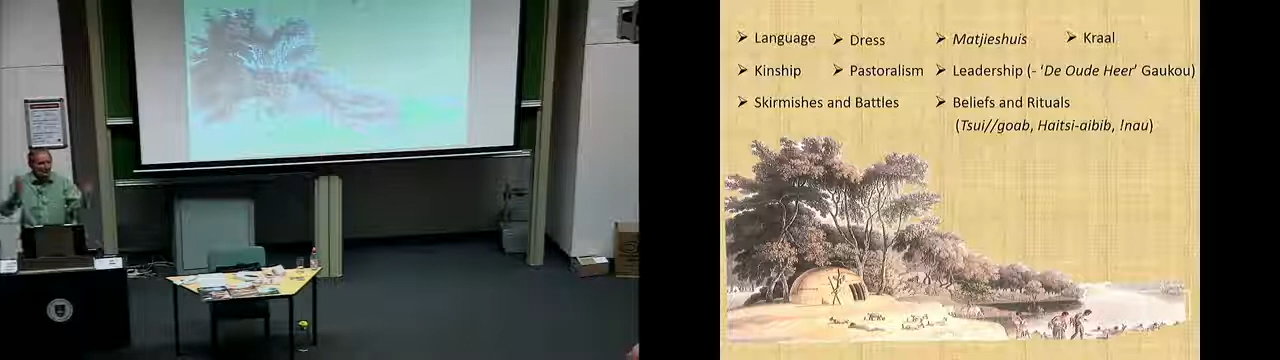 ➢ Language ➢ Dress ➢ Matjieshuis ➢ Kraal
➢ Kinship ➢ Pastoralism ➢ Leadership (- ‘De Oude Heer’ Gaukou)
➢ Skirmishes and Battles ➢ Beliefs and Rituals
(Tsui//goab, Haitsi-aibib, !nau)